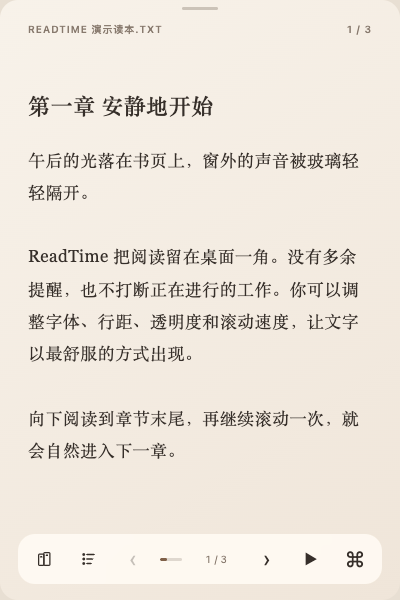 READTIME 演示读本.TXT
1 / 3
第一章 安静地开始
午后的光落在书页上，窗外的声音被玻璃轻
轻隔开。
ReadTime 把阅读留在桌面一角。没有多余
提醒，也不打断正在进行的工作。你可以调
整字体、行距、透明度和滚动速度，让文字
以最舒服的方式出现。
向下阅读到章节末尾，再继续滚动一次，就
会自然进入下一章。
1 / 3